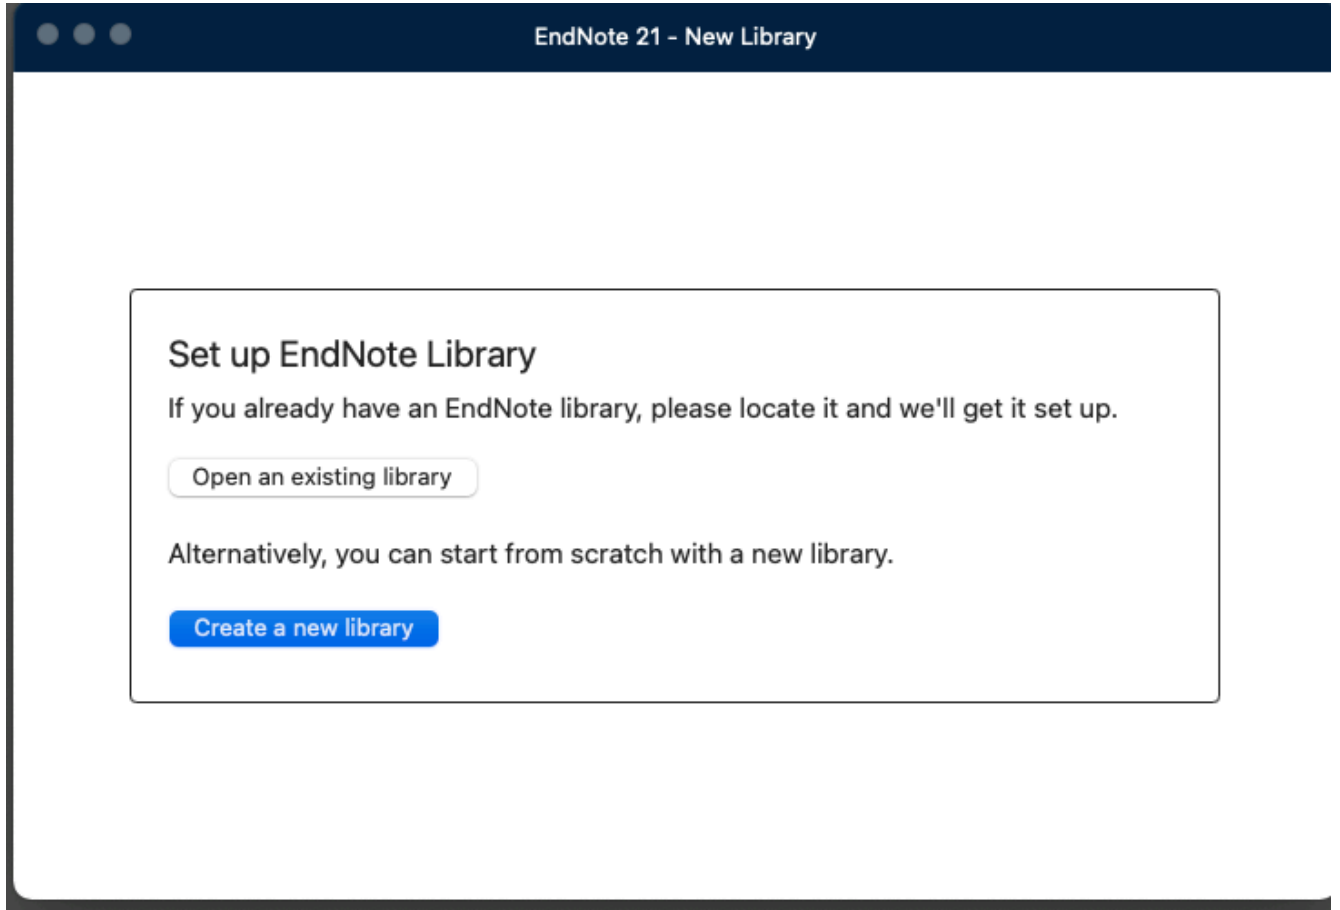 EndNote 21 - New Library
Set up EndNote Library
If you already have an EndNote library, please locate it and we'll get it set up.
Open an existing library
Alternatively, you can start from scratch with a new library.
Create a new library